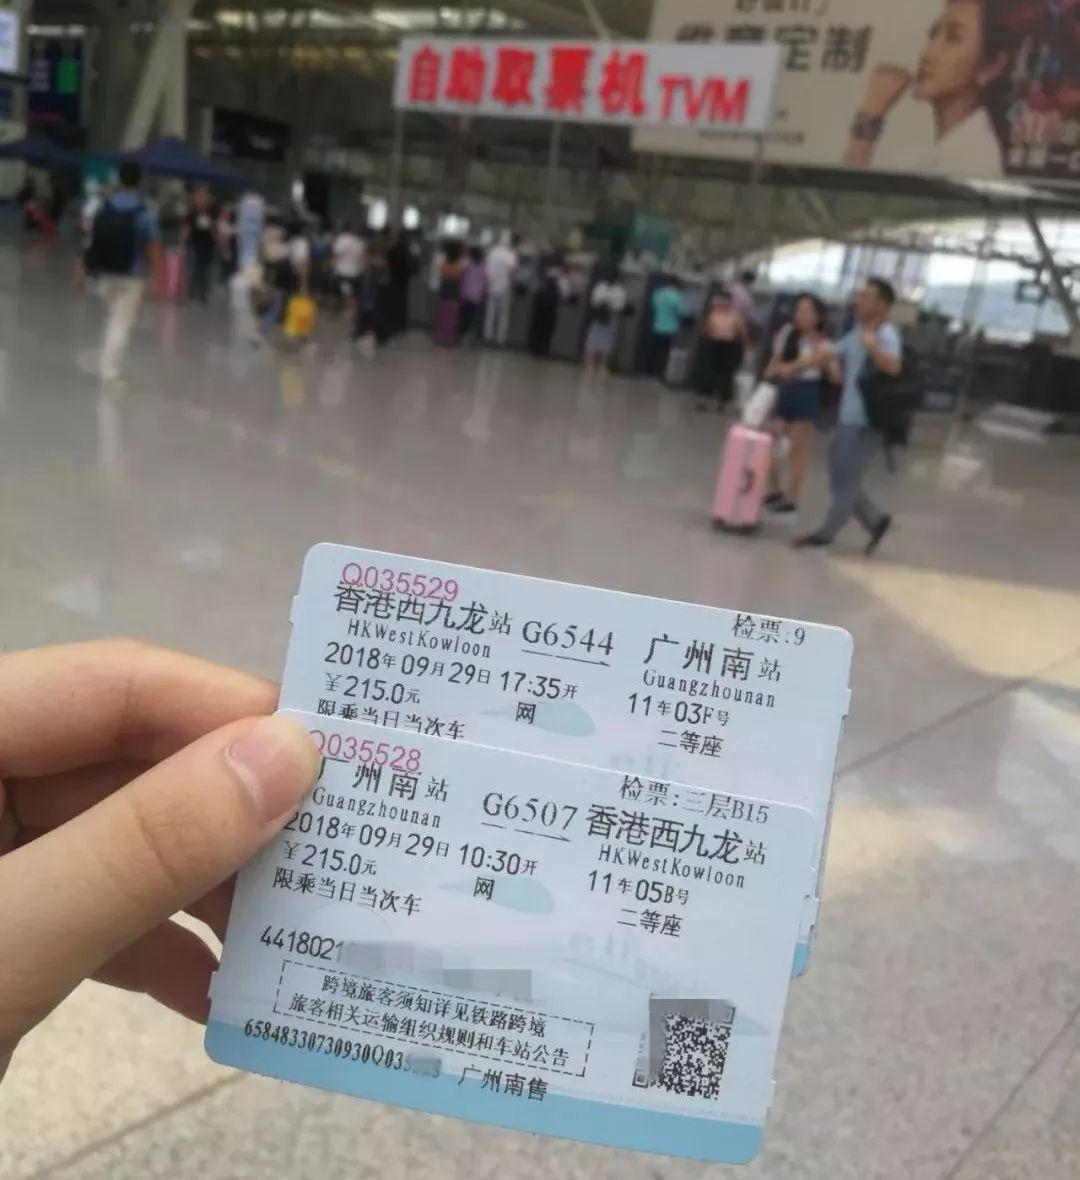 自助取票机 TVM
定制
Q035529
检票:9
香港西九龙站 G6544 广州南站
HKWestKowloon Guangzhounan
2018年09月29日 17:35开 11车03F号
￥215.0元 网 二等座
限乘当日当次车
Q035528
检票:三层B15
广州南站 G6507 香港西九龙站
Guangzhounan HKWestKowloon
2018年09月29日 10:30开 11车05B号
￥215.0元 网 二等座
限乘当日当次车
4418021
跨境旅客须知详见铁路跨境
旅客相关运输组织规则和车站公告
65848330730930Q035 广州南售